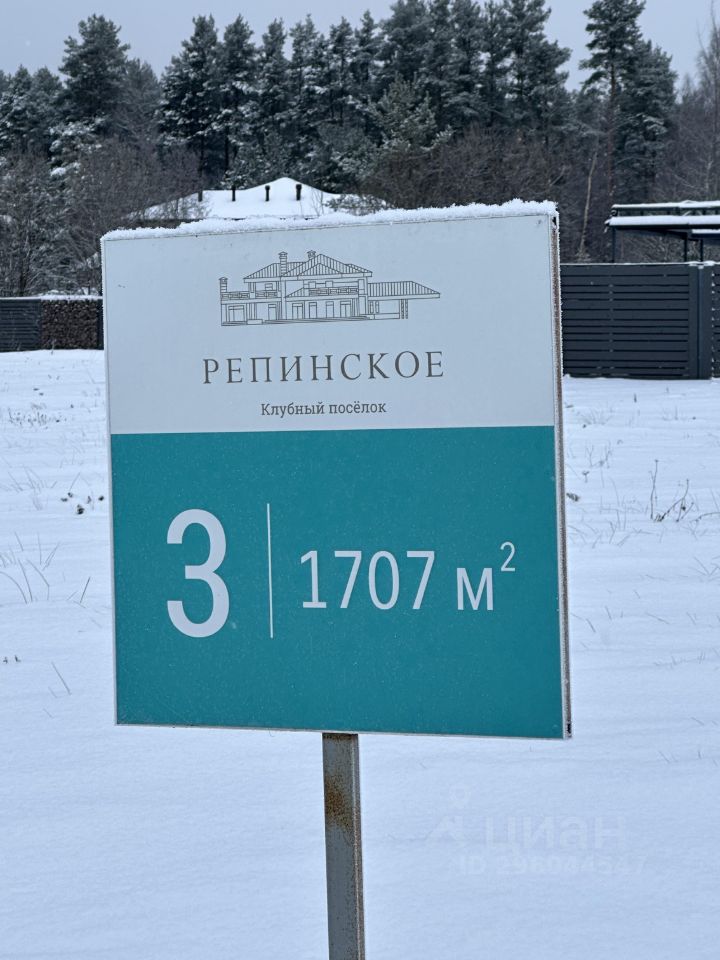 РЕПИНСКОЕ
Клубный посёлок
3
1707 м²
циан